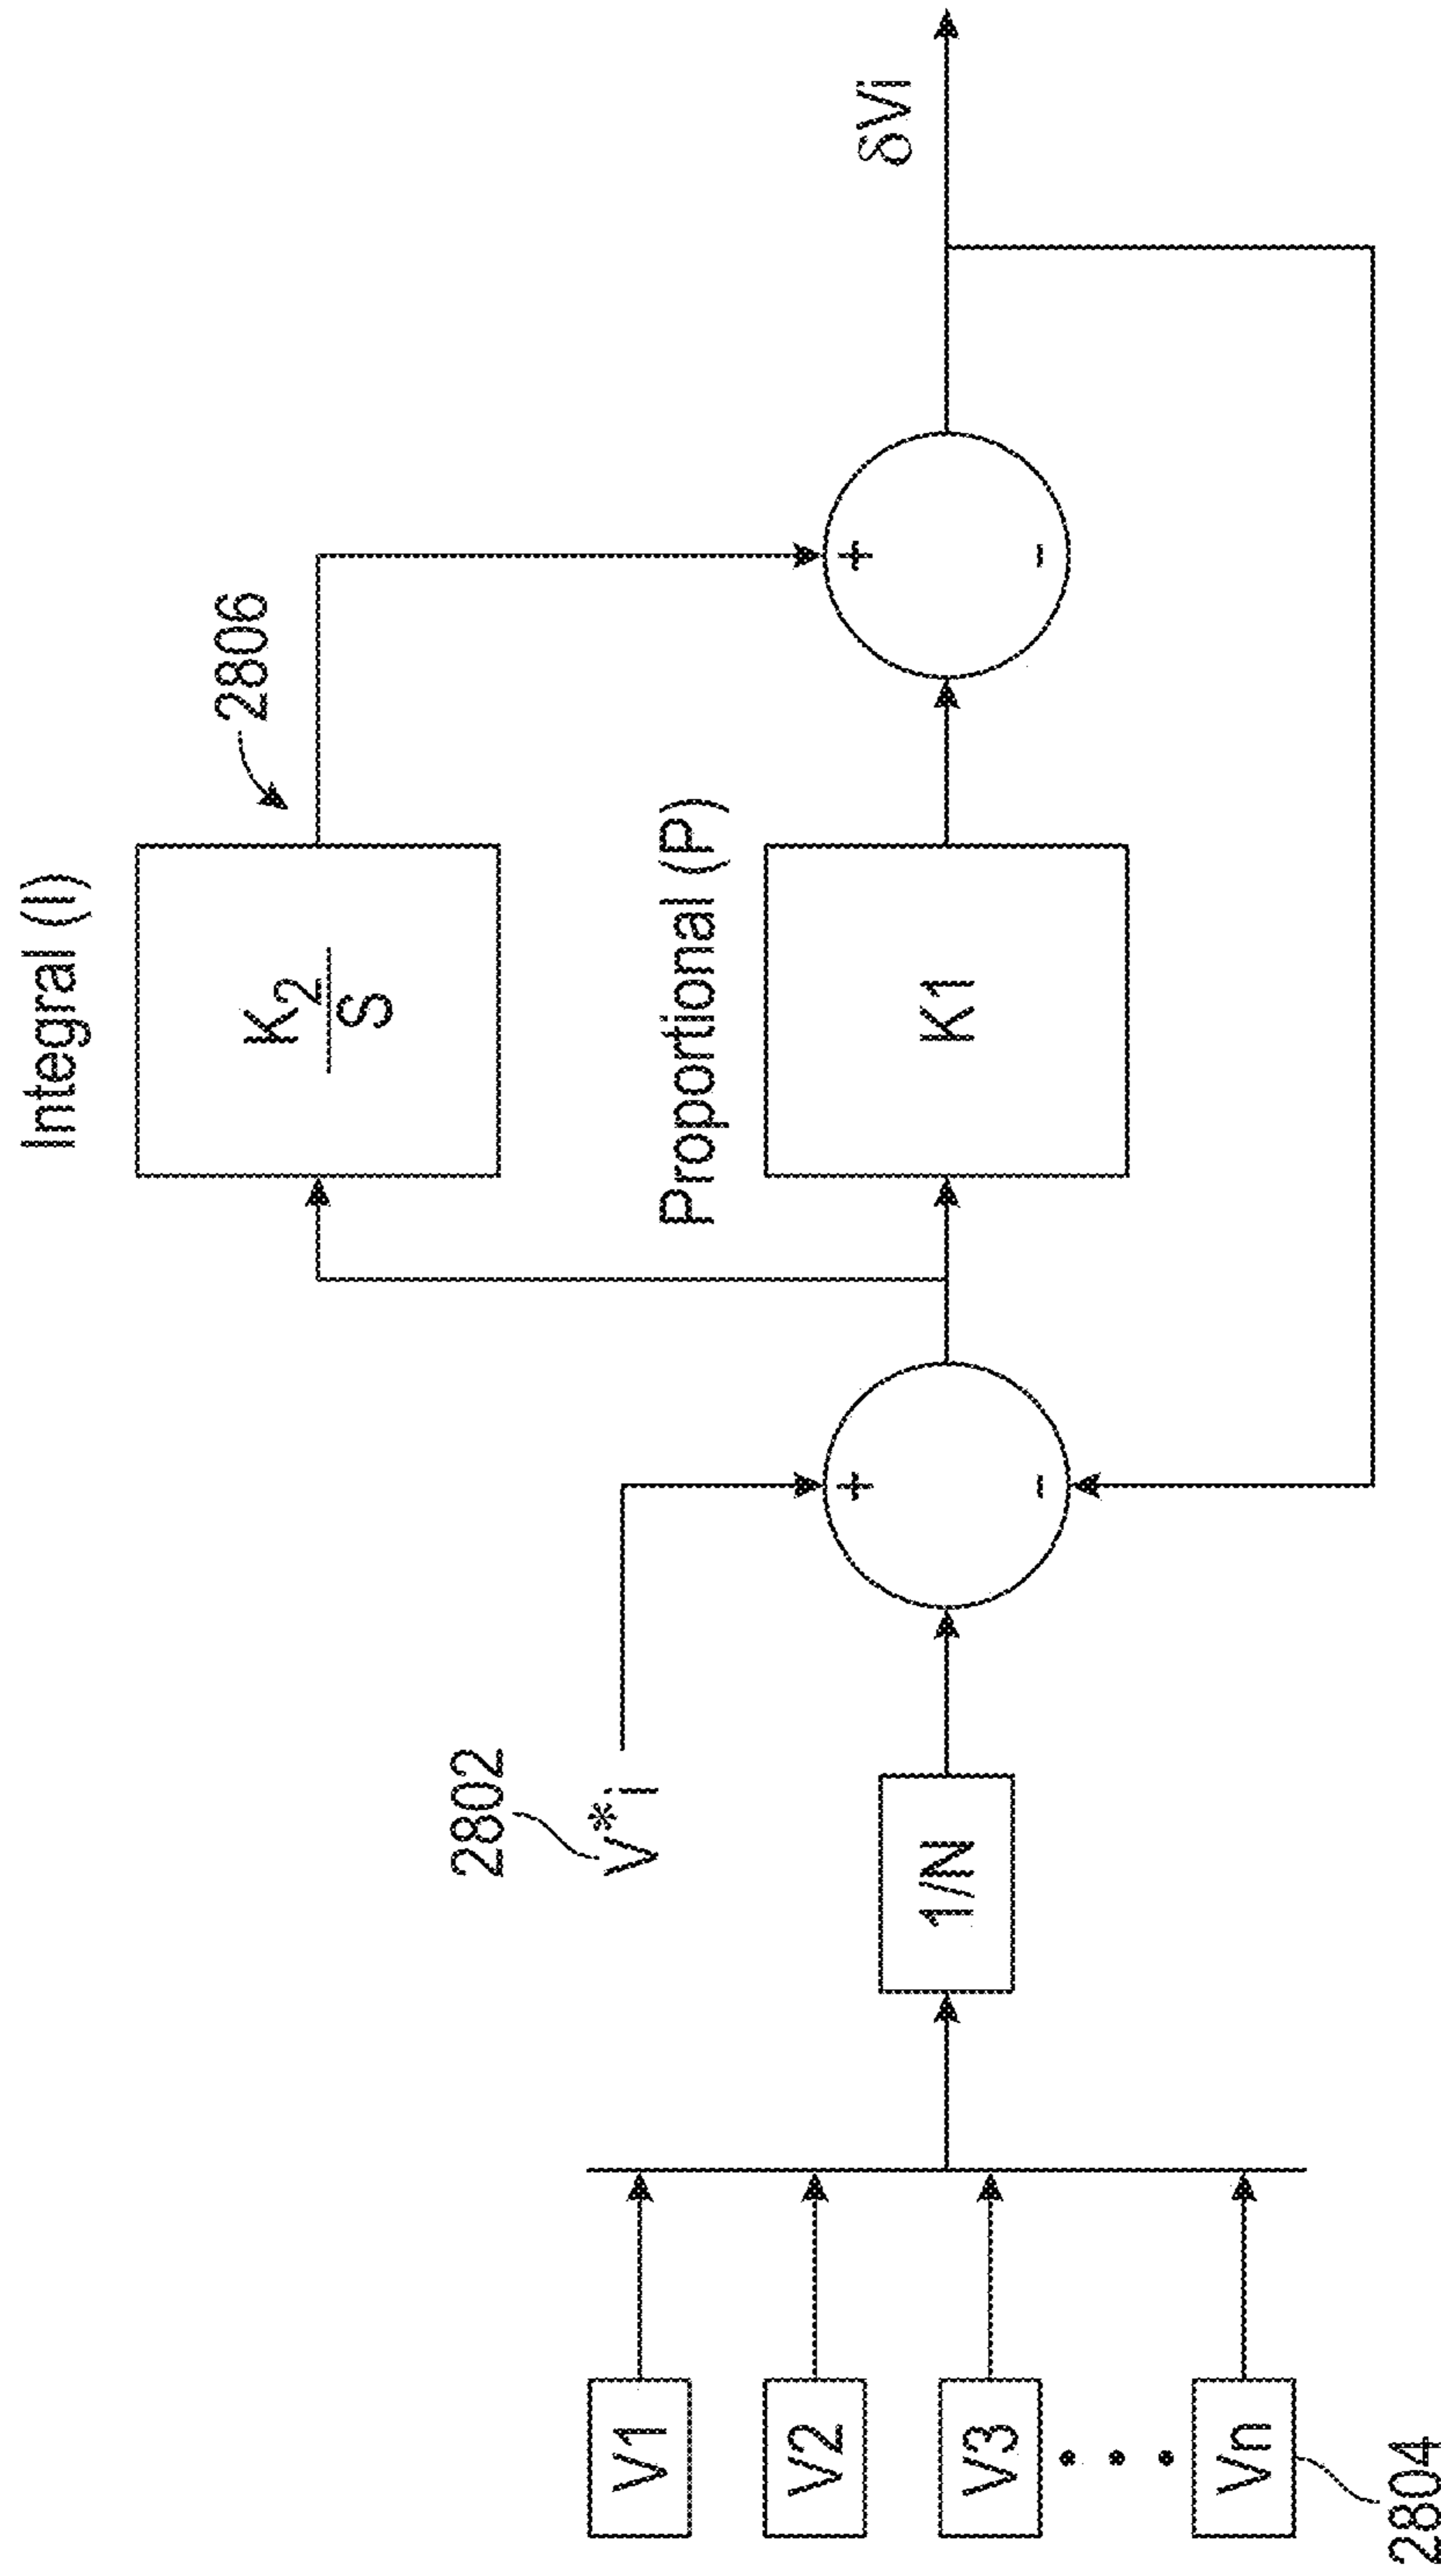 Integral (I)
K2
S
2806
Proportional (P)
K1
+
-
δVi
2802
V*i
+
-
1/N
V1
V2
V3
Vn
2804